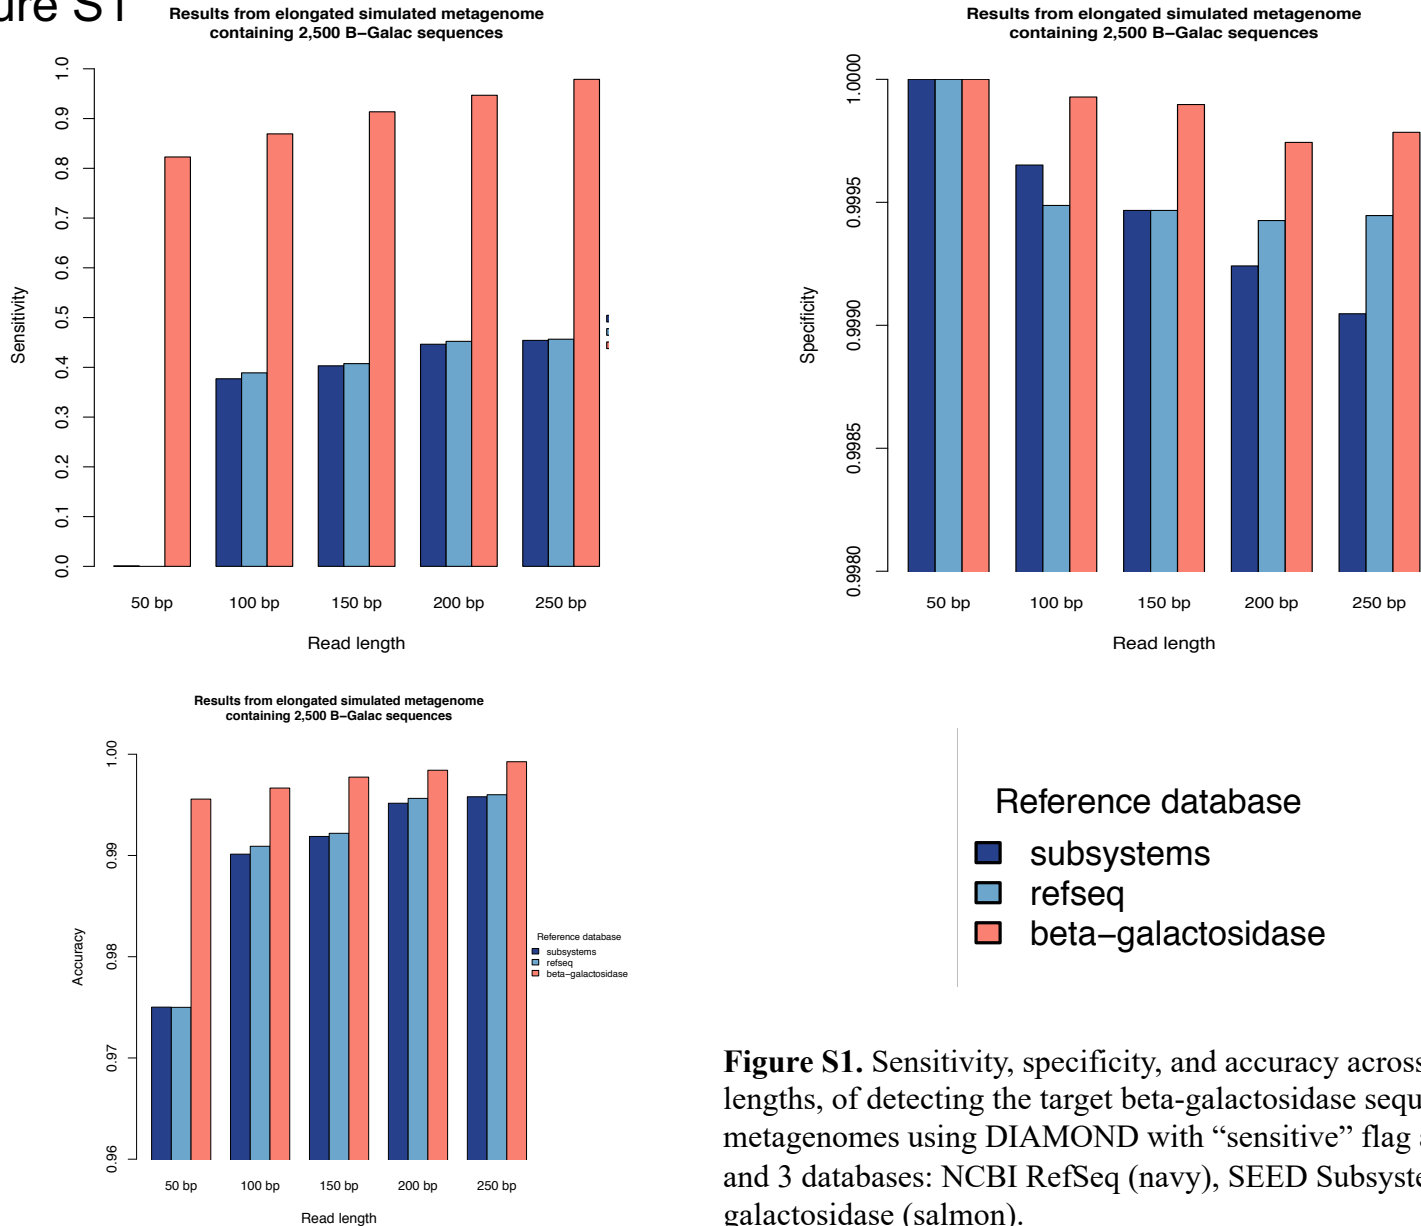 S1
Results from elongated simulated metagenome
containing 2,500 B−Galac sequences
1.0
0.9
0.8
0.7
0.6
0.5
0.4
0.3
0.2
0.1
0.0
Sensitivity
50 bp 100 bp 150 bp 200 bp 250 bp
Read length
Results from elongated simulated metagenome
containing 2,500 B−Galac sequences
1.0000
0.9995
0.9990
0.9985
0.9980
Specificity
50 bp 100 bp 150 bp 200 bp 250 bp
Read length
Results from elongated simulated metagenome
containing 2,500 B−Galac sequences
1.00
0.99
0.98
0.97
0.96
Accuracy
50 bp 100 bp 150 bp 200 bp 250 bp
Read length
Reference database
subsystems
refseq
beta−galactosidase
Reference database
subsystems
refseq
beta−galactosidase
Figure S1. Sensitivity, specificity, and accuracy across
lengths, of detecting the target beta-galactosidase
metagenomes using DIAMOND with “sensitive” flag
and 3 databases: NCBI RefSeq (navy), SEED
galactosidase (salmon).